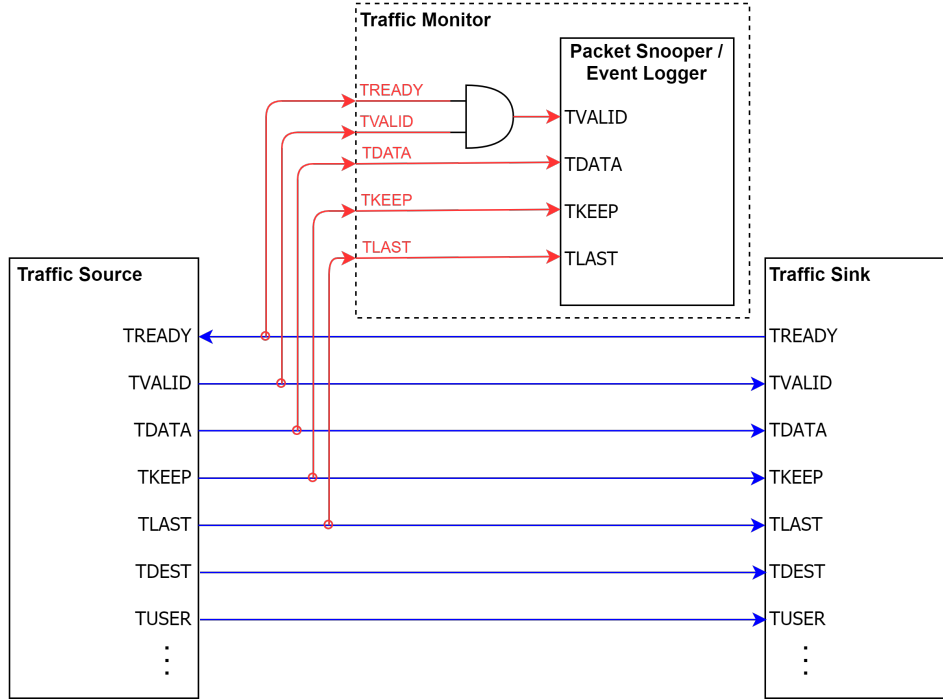 Traffic Monitor
Packet Snooper /
Event Logger
TREADY
TVALID
TVALID
TDATA
TDATA
TKEEP
TKEEP
TLAST
TLAST
Traffic Source
Traffic Sink
TREADY
TREADY
TVALID
TVALID
TDATA
TDATA
TKEEP
TKEEP
TLAST
TLAST
TDEST
TDEST
TUSER
TUSER